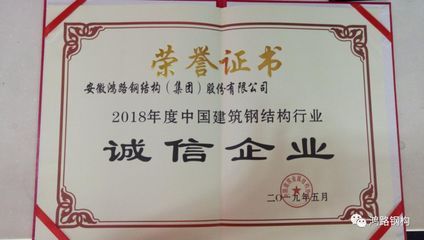 荣誉证书
安徽鸿路钢结构（集团）股份有限公司
2018年度中国建筑钢结构行业
诚信企业
二〇一九年五月
鸿路钢构